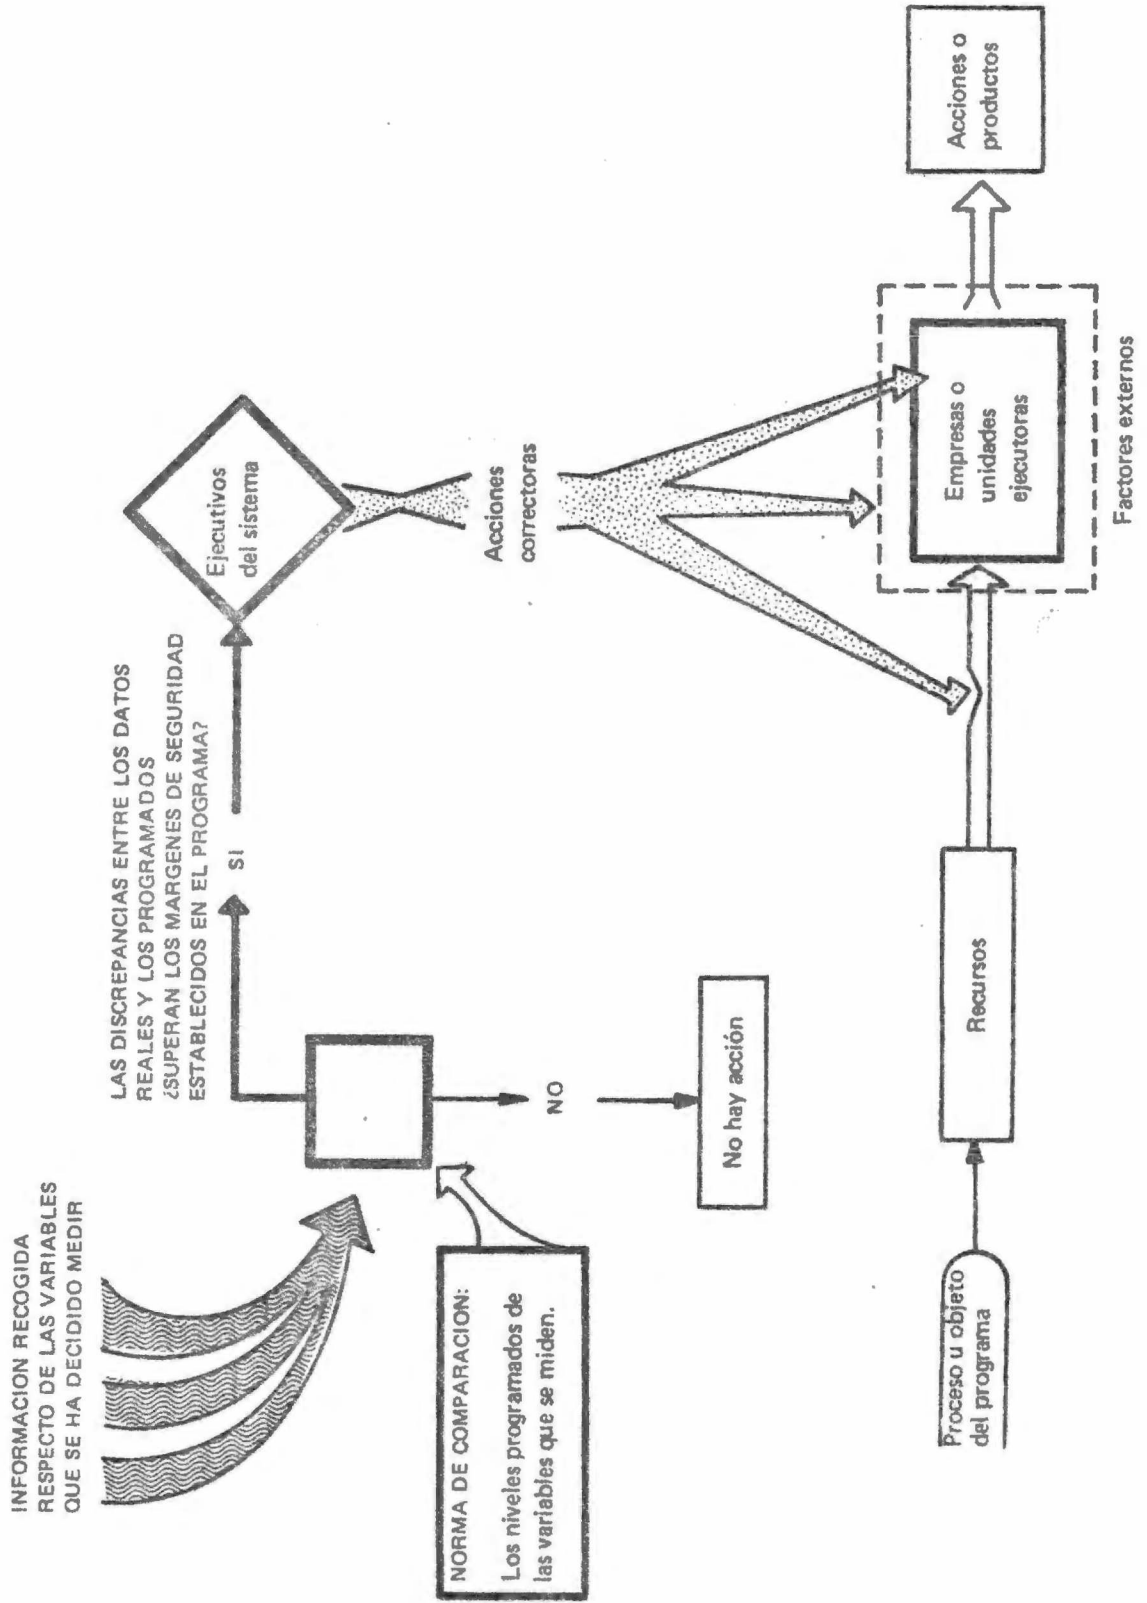 INFORMACION RECOGIDA
RESPECTO DE LAS VARIABLES
QUE SE HA DECIDIDO MEDIR
LAS DISCREPANCIAS ENTRE LOS DATOS
REALES Y LOS PROGRAMADOS
¿SUPERAN LOS MARGENES DE SEGURIDAD
ESTABLECIDOS EN EL PROGRAMA?
SI
Ejecutivos
del sistema
NORMA DE COMPARACION:
Los niveles programados de
las variables que se miden.
NO
No hay acción
Acciones
correctoras
Proceso u objeto
del programa
Recursos
Empresas o
unidades
ejecutoras
Factores externos
Acciones o
productos